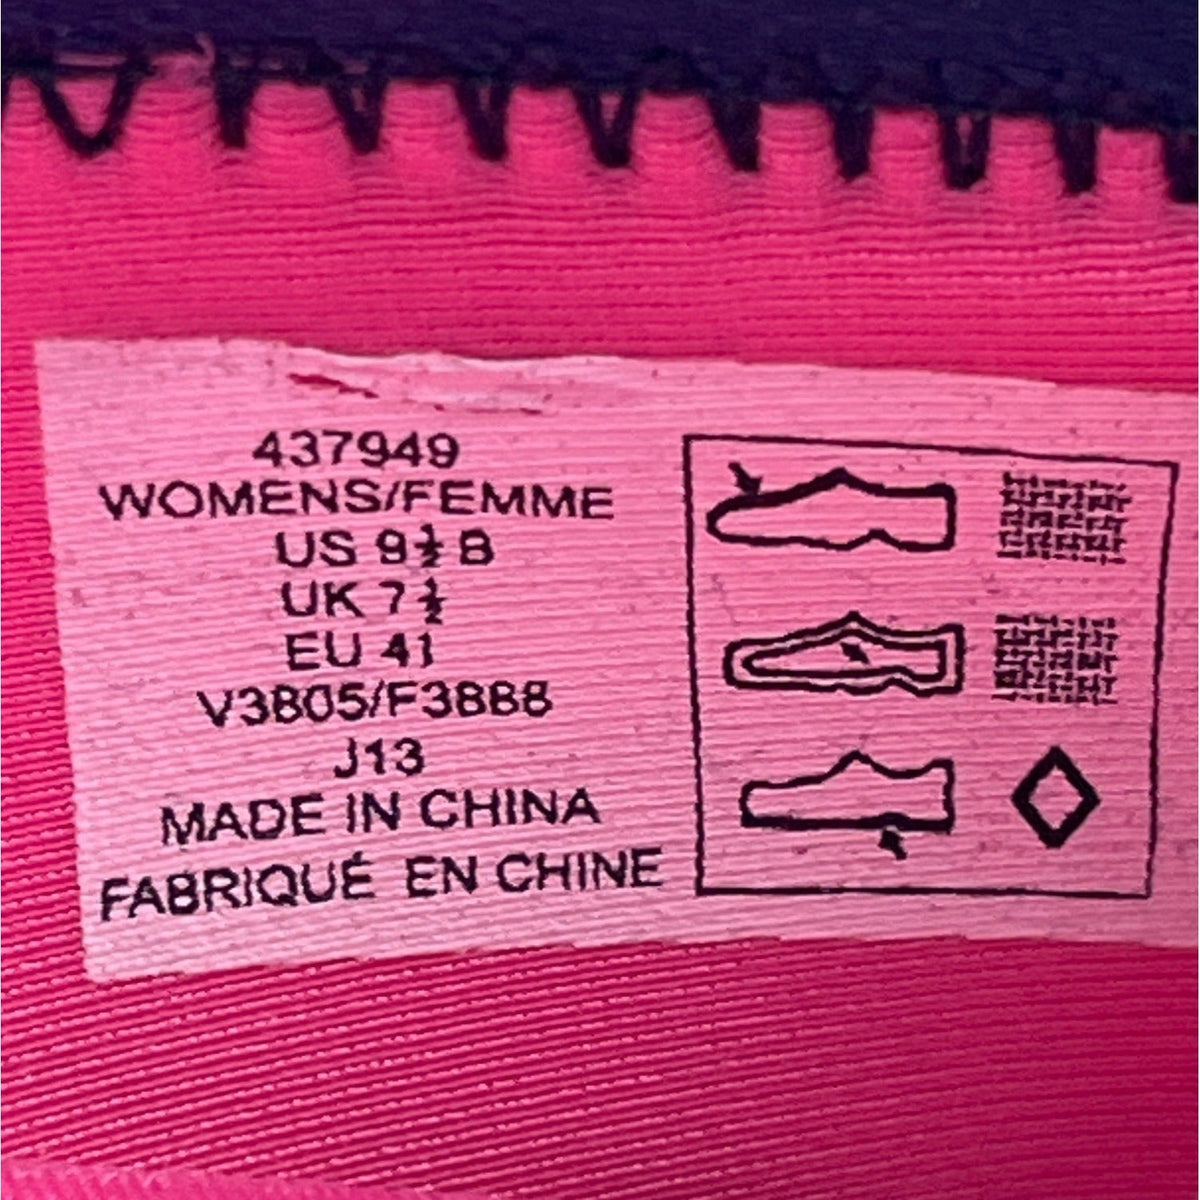 437949
WOMENS/FEMME
US 9½ B
UK 7½
EU 41
V3805/F3888
J13
MADE IN CHINA
FABRIQUÉ EN CHINE